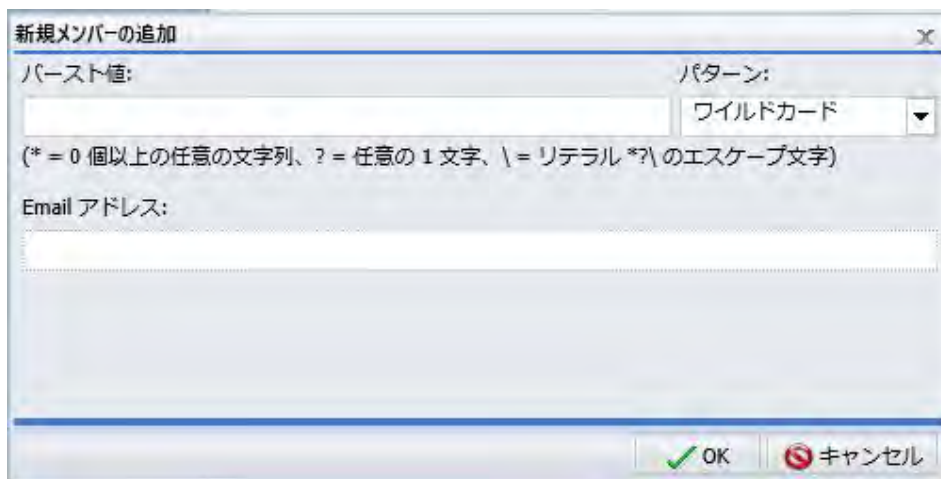 新規メンバーの追加
バースト値: パターン:
ワイルドカード
(* = 0 個以上の任意の文字列、? = 任意の 1 文字、\ = リテラル *?\ のエスケープ文字)
Email アドレス:
OK キャンセル